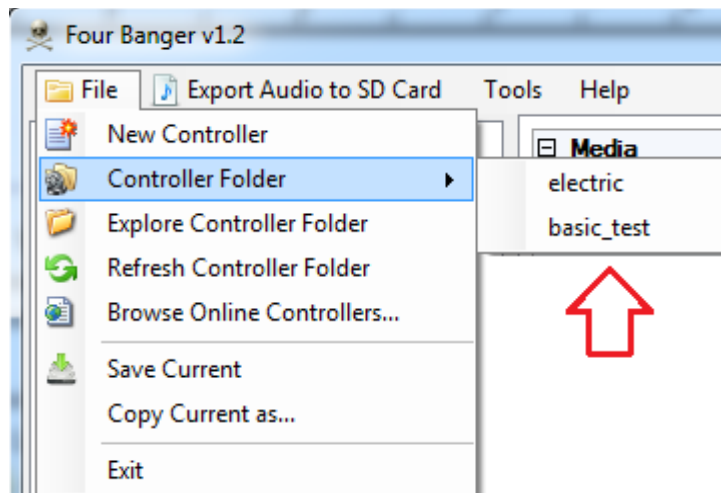 Four Banger v1.2
File Export Audio to SD Card Tools Help
New Controller
Media
Controller Folder
electric
Explore Controller Folder
basic_test
Refresh Controller Folder
Browse Online Controllers...
Save Current
Copy Current as...
Exit